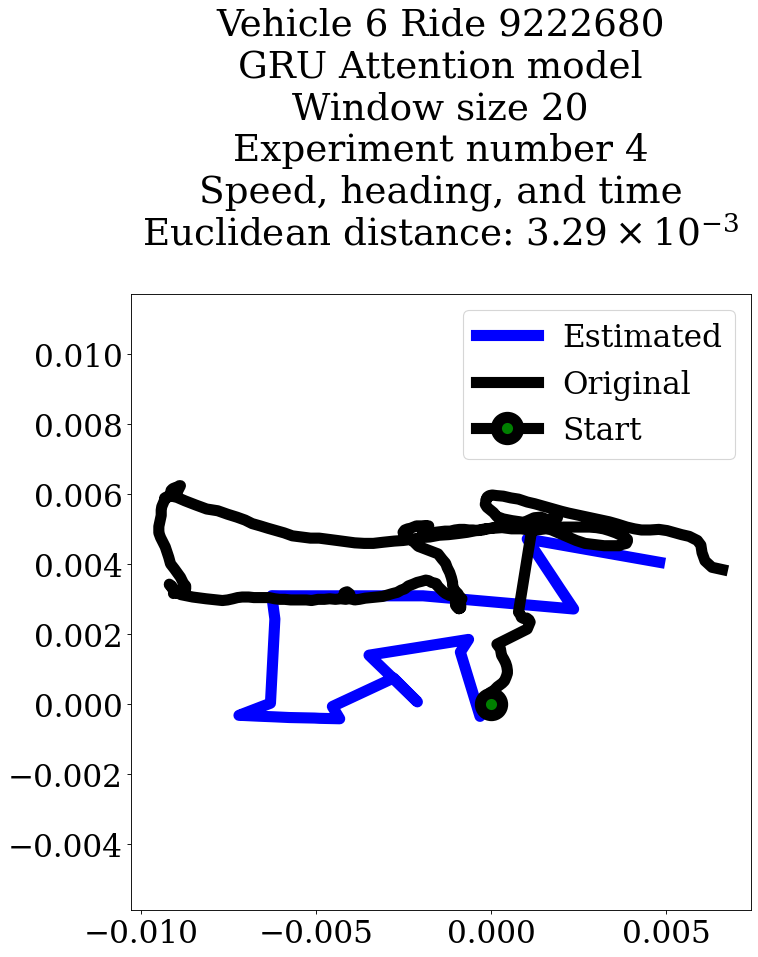 Vehicle 6 Ride 9222680
GRU Attention model
Window size 20
Experiment number 4
Speed, heading, and time
Euclidean distance: 3.29 × 10⁻³
Estimated
Original
Start
0.010
0.008
0.006
0.004
0.002
0.000
−0.002
−0.004
−0.010
−0.005
0.000
0.005